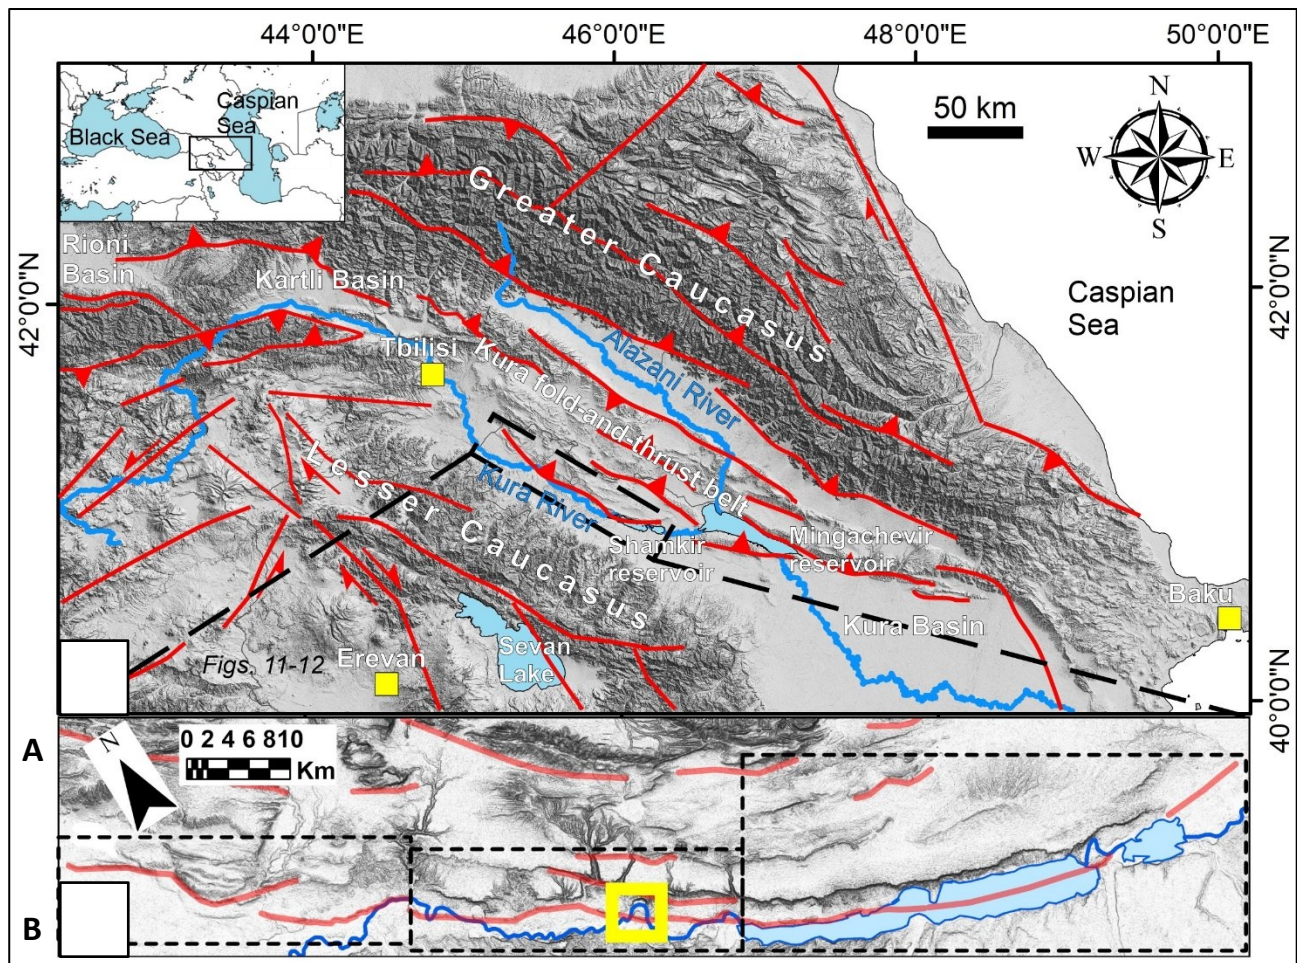 44°0'0"E
46°0'0"E
48°0'0"E
50°0'0"E
Caspian
Sea
Black Sea
50 km
N
W
E
S
Greater Caucasus
Rioni
Basin
Kartli Basin
42°0'0"N
42°0'0"N
Caspian
Sea
Tbilisi
Alazani River
Kura fold-and-thrust belt
Lesser Caucasus
Kura River
Shamkir
reservoir
Mingachevir
reservoir
Baku
Kura Basin
Figs. 11-12
Erevan
Sevan
Lake
40°0'0"N
A
N
0 2 4 6 8 10
Km
B